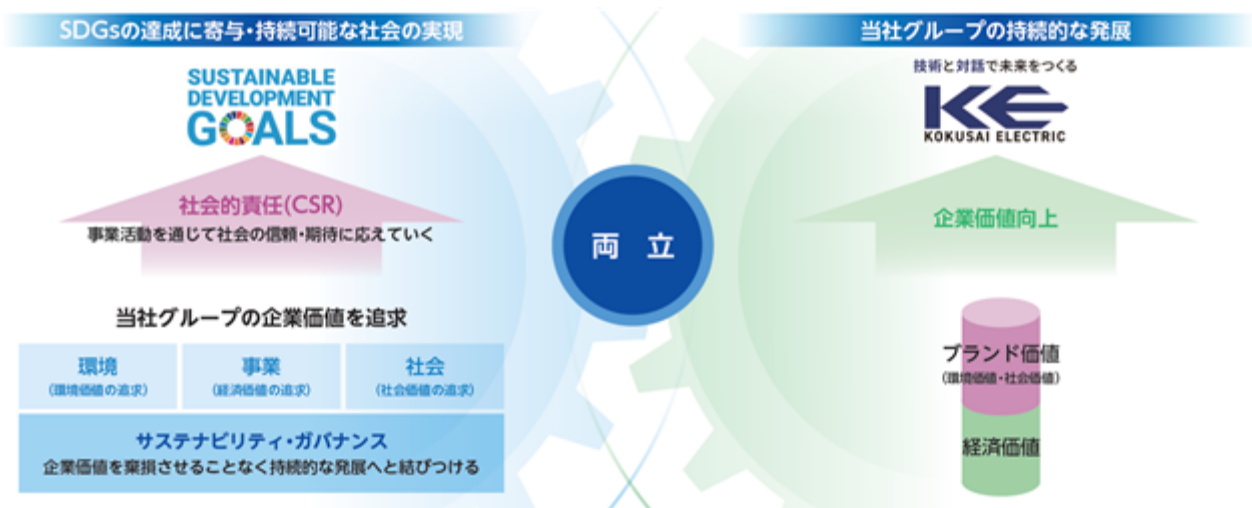 SDGsの達成に寄与・持続可能な社会の実現
SUSTAINABLE
DEVELOPMENT
GOALS
社会的責任(CSR)
事業活動を通じて社会の信頼・期待に応えていく
当社グループの企業価値を追求
環境
(環境価値の追求)
事業
(経済価値の追求)
社会
(社会価値の追求)
サステナビリティ・ガバナンス
企業価値を棄損させることなく持続的な発展へと結びつける
両 立
当社グループの持続的な発展
技術と対話で未来をつくる
KE
KOKUSAI ELECTRIC
企業価値向上
ブランド価値
(環境価値・社会価値)
経済価値